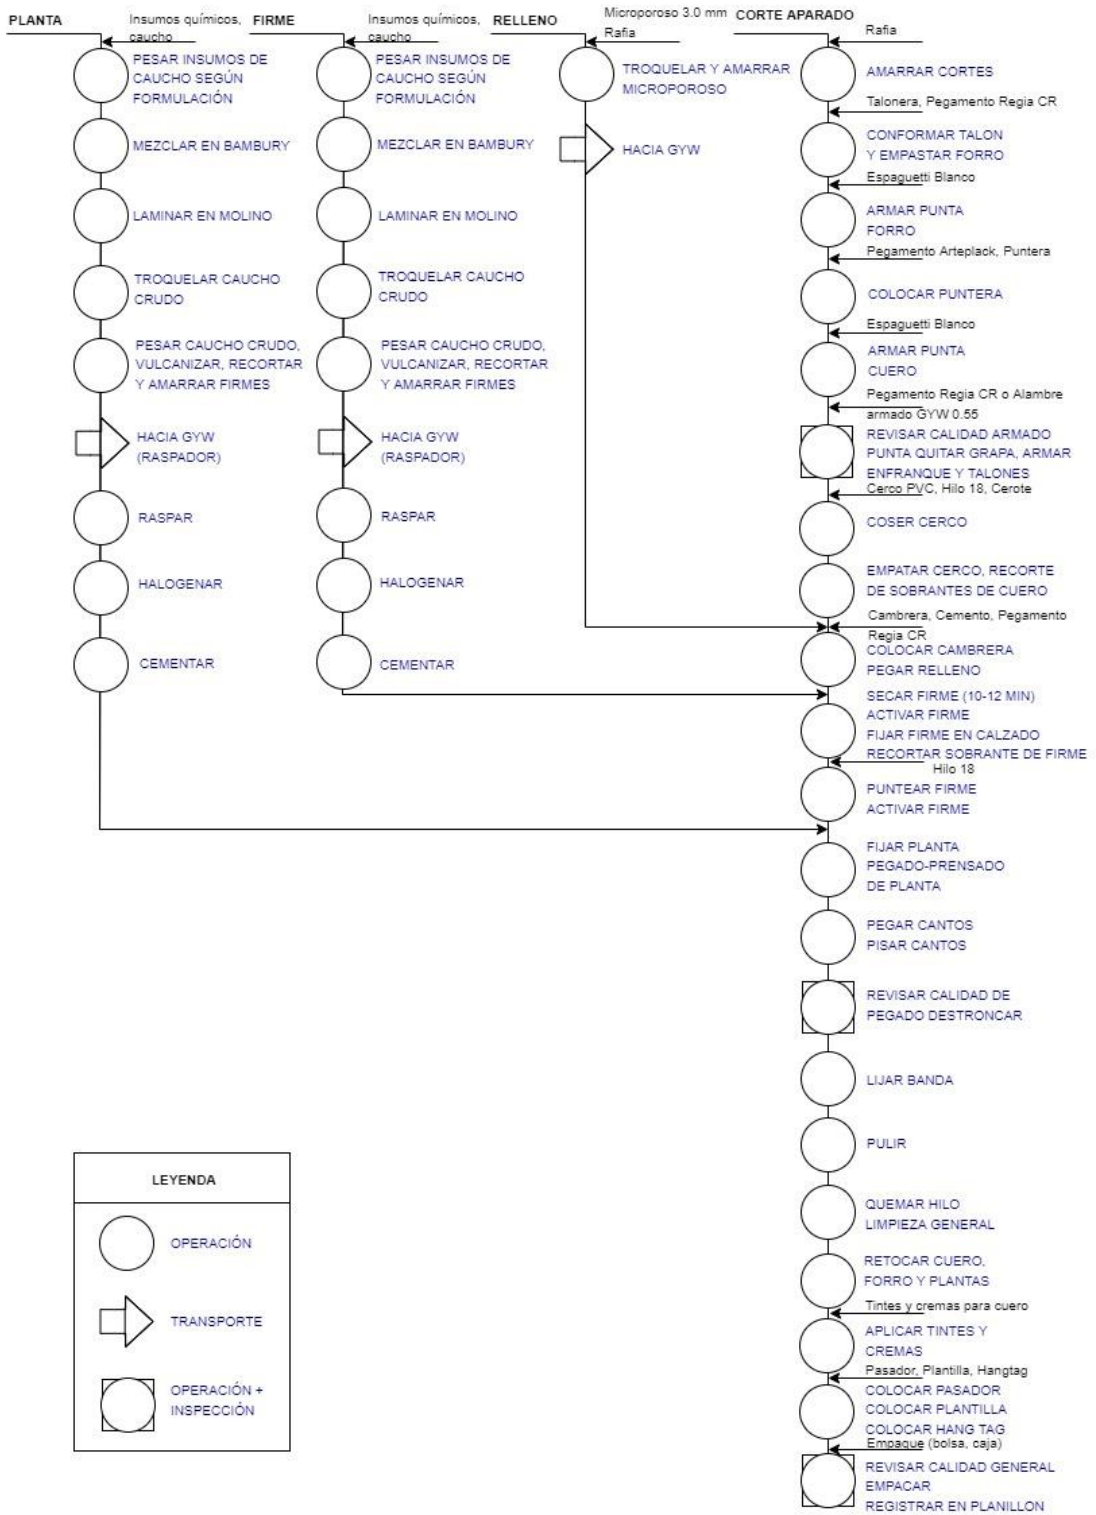 PLANTA
Insumos químicos,
caucho
PESAR INSUMOS DE
CAUCHO SEGÚN
FORMULACIÓN
MEZCLAR EN BAMBURY
LAMINAR EN MOLINO
TROQUELAR CAUCHO
CRUDO
PESAR CAUCHO CRUDO,
VULCANIZAR, RECORTAR
Y AMARRAR FIRMES
HACIA GYW
(RASPADOR)
RASPAR
HALOGENAR
CEMENTAR
FIRME
Insumos químicos,
caucho
PESAR INSUMOS DE
CAUCHO SEGÚN
FORMULACIÓN
MEZCLAR EN BAMBURY
LAMINAR EN MOLINO
TROQUELAR CAUCHO
CRUDO
PESAR CAUCHO CRUDO,
VULCANIZAR, RECORTAR
Y AMARRAR FIRMES
HACIA GYW
(RASPADOR)
RASPAR
HALOGENAR
CEMENTAR
RELLENO
Microporoso 3.0 mm
Rafia
TROQUELAR Y AMARRAR
MICROPOROSO
HACIA GYW
CORTE APARADO
Rafia
AMARRAR CORTES
Talonera, Pegamento Regia CR
CONFORMAR TALON
Y EMPASTAR FORRO
Espaguetti Blanco
ARMAR PUNTA
FORRO
Pegamento Arteplack, Puntera
COLOCAR PUNTERA
Espaguetti Blanco
ARMAR PUNTA
CUERO
Pegamento Regia CR o Alambre
armado GYW 0.55
REVISAR CALIDAD ARMADO
PUNTA QUITAR GRAPA, ARMAR
ENFRANQUE Y TALONES
Cerco PVC, Hilo 18, Cerote
COSER CERCO
EMPATAR CERCO, RECORTE
DE SOBRANTES DE CUERO
Cambrera, Cemento, Pegamento
Regia CR
COLOCAR CAMBRERA
PEGAR RELLENO
SECAR FIRME (10-12 MIN)
ACTIVAR FIRME
FIJAR FIRME EN CALZADO
RECORTAR SOBRANTE DE FIRME
Hilo 18
PUNTEAR FIRME
ACTIVAR FIRME
FIJAR PLANTA
PEGADO-PRENSADO
DE PLANTA
PEGAR CANTOS
PISAR CANTOS
REVISAR CALIDAD DE
PEGADO DESTRONCAR
LIJAR BANDA
PULIR
QUEMAR HILO
LIMPIEZA GENERAL
RETOCAR CUERO,
FORRO Y PLANTAS
Tintes y cremas para cuero
APLICAR TINTES Y
CREMAS
Pasador, Plantilla, Hangtag
COLOCAR PASADOR
COLOCAR PLANTILLA
COLOCAR HANG TAG
Empaque (bolsa, caja)
REVISAR CALIDAD GENERAL
EMPACAR
REGISTRAR EN PLANILLON
LEYENDA
OPERACIÓN
TRANSPORTE
OPERACIÓN +
INSPECCIÓN